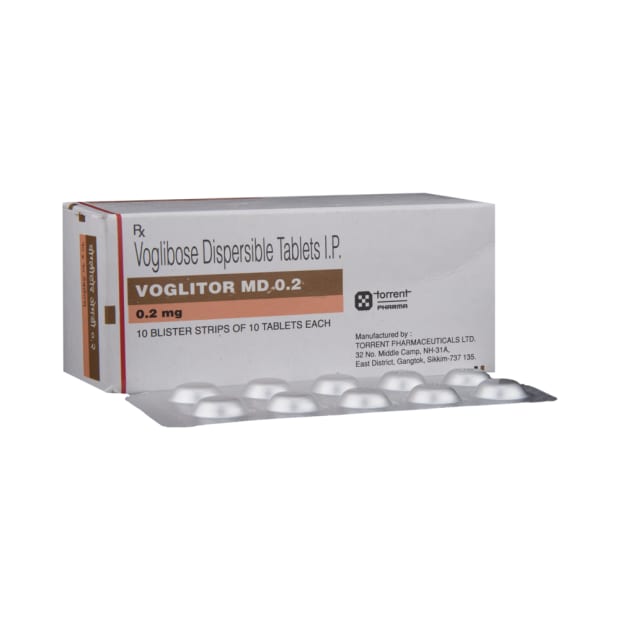 Rx
Voglibose Dispersible Tablets I.P.
VOGLITOR MD 0.2
0.2 mg
10 BLISTER STRIPS OF 10 TABLETS EACH
torrent
PHARMA
Manufactured by :
TORRENT PHARMACEUTICALS LTD.
32 No. Middle Camp, NH-31A,
East District, Gangtok, Sikkim-737 135.